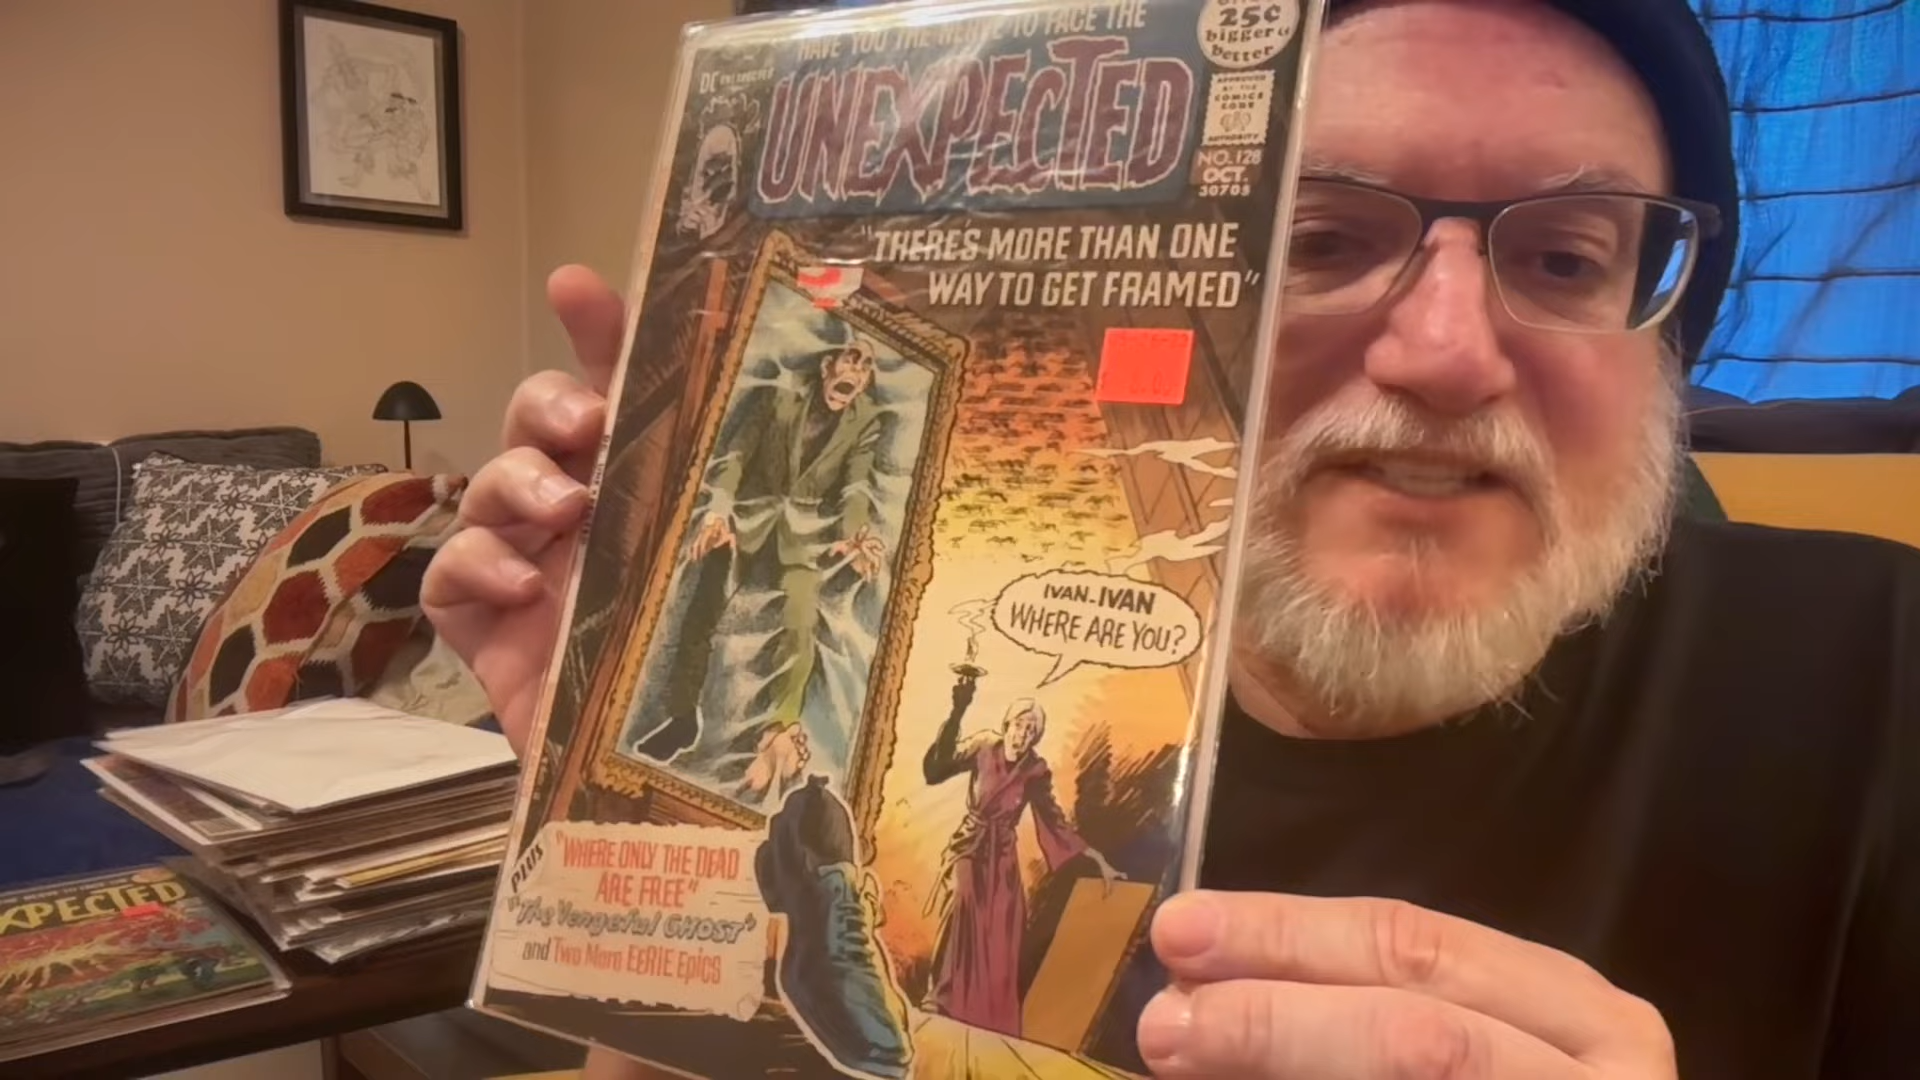 HAVE YOU THE NERVE TO FACE THE
25¢
bigger &
better
DC
UNEXPECTED
APPROVED
BY THE
COMICS
CODE
AUTHORITY
NO. 128
OCT.
30705
"THERE'S MORE THAN ONE
WAY TO GET FRAMED"
IVAN-IVAN
WHERE ARE YOU?
PLUS
"WHERE ONLY THE DEAD
ARE FREE"
"The Vengeful GHOST"
and Two More EERIE Epics
XPECTED